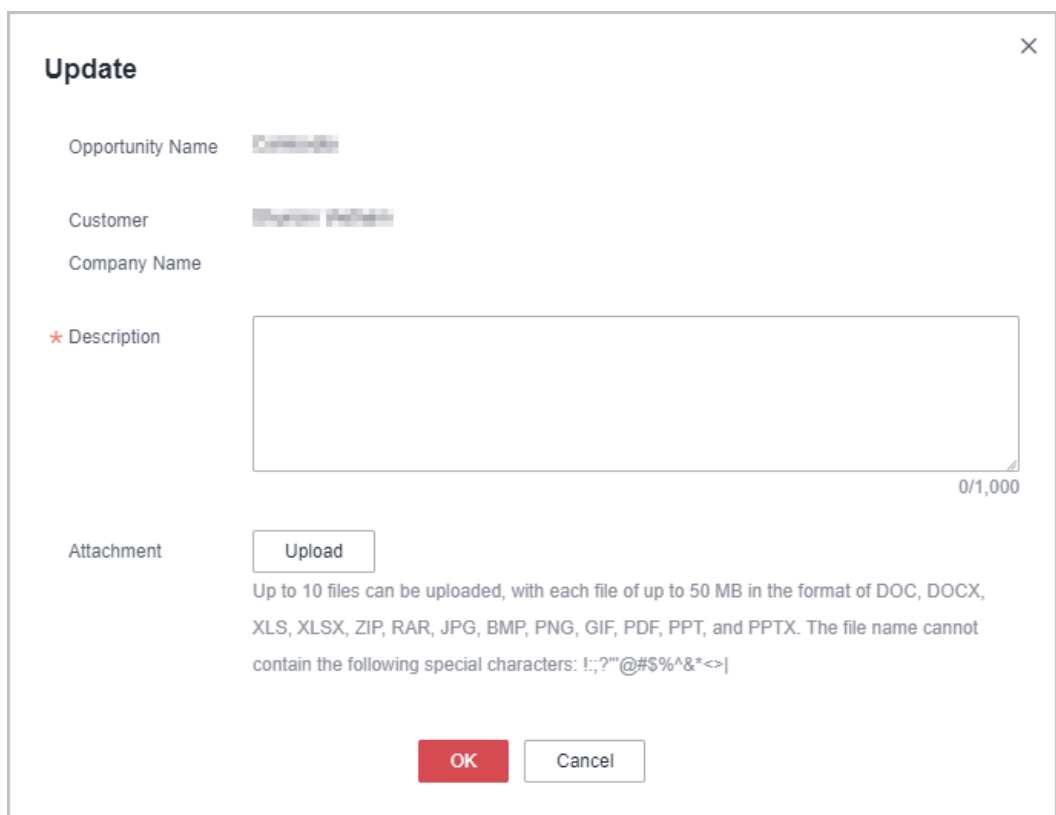 Update
Opportunity Name
Customer
Company Name
* Description
0/1,000
Attachment
Upload
Up to 10 files can be uploaded, with each file of up to 50 MB in the format of DOC, DOCX,
XLS, XLSX, ZIP, RAR, JPG, BMP, PNG, GIF, PDF, PPT, and PPTX. The file name cannot
contain the following special characters: !:;?'"@#$%^&*<>|
OK
Cancel